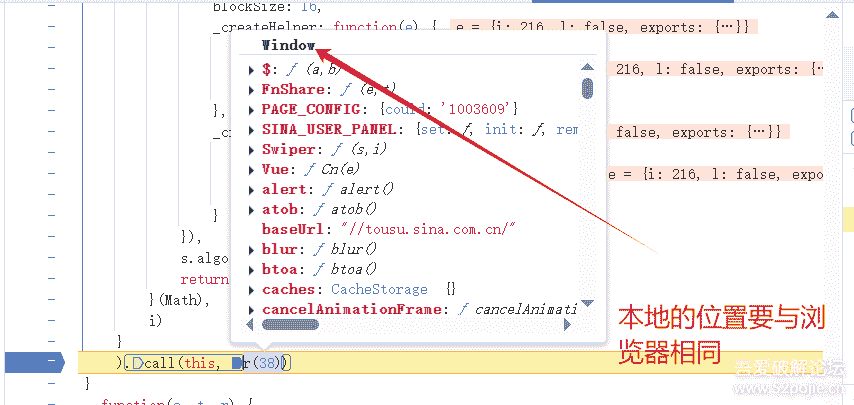 blockSize: 16,
_createHelper: function(e) { e = {i: 216, l: false, exports: {…}}
Window
$: ƒ (a,b)
216, l: false, exports: {…
FnShare: ƒ (e,t)
PAGE_CONFIG: {could: '1003609'}
},
SINA_USER_PANEL: {set: ƒ, init: ƒ, rem
_c
false, exports: {…}}
Swiper: ƒ (s,i)
Vue: ƒ Cn(e)
e = {i: 216, l: false, expo
alert: ƒ alert()
atob: ƒ atob()
}
baseUrl: "//tousu.sina.com.cn/"
}),
blur: ƒ blur()
s.algo
btoa: ƒ btoa()
return
caches: CacheStorage {}
}(Math),
cancelAnimationFrame: ƒ cancelAnimati
i)
本地的位置要与浏
览器相同
}
).call(this, r(38))
吾爱破解论坛
www.52pojie.cn
}
function(e, t, r) {